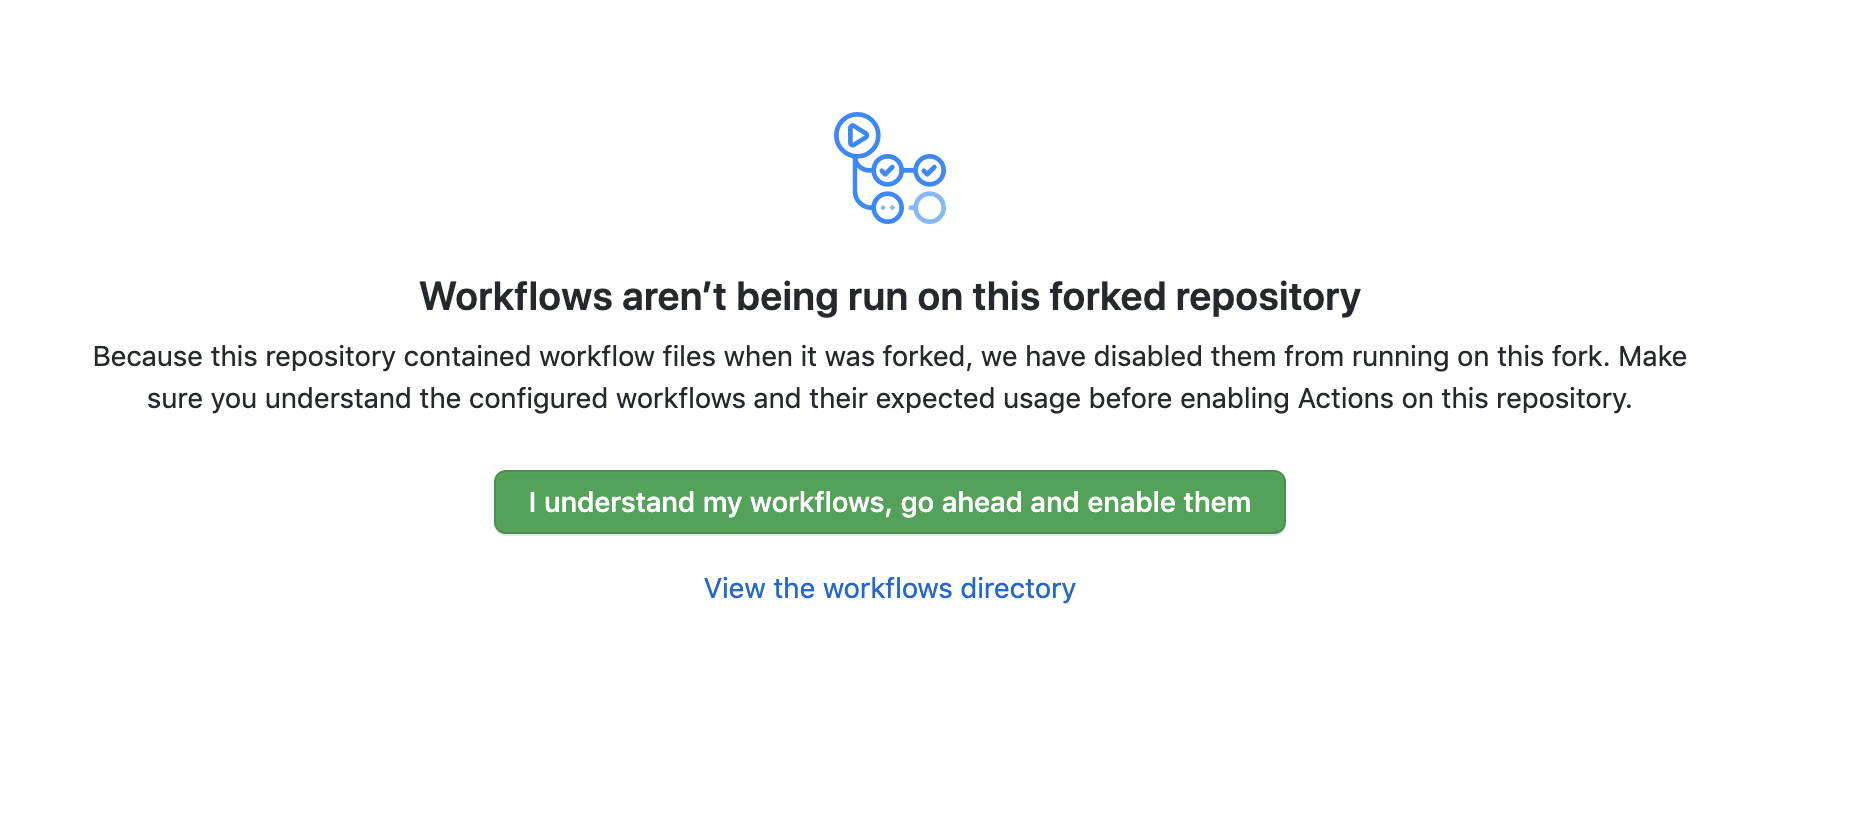 Workflows aren’t being run on this forked repository
Because this repository contained workflow files when it was forked, we have disabled them from running on this fork. Make
sure you understand the configured workflows and their expected usage before enabling Actions on this repository.
I understand my workflows, go ahead and enable them
View the workflows directory